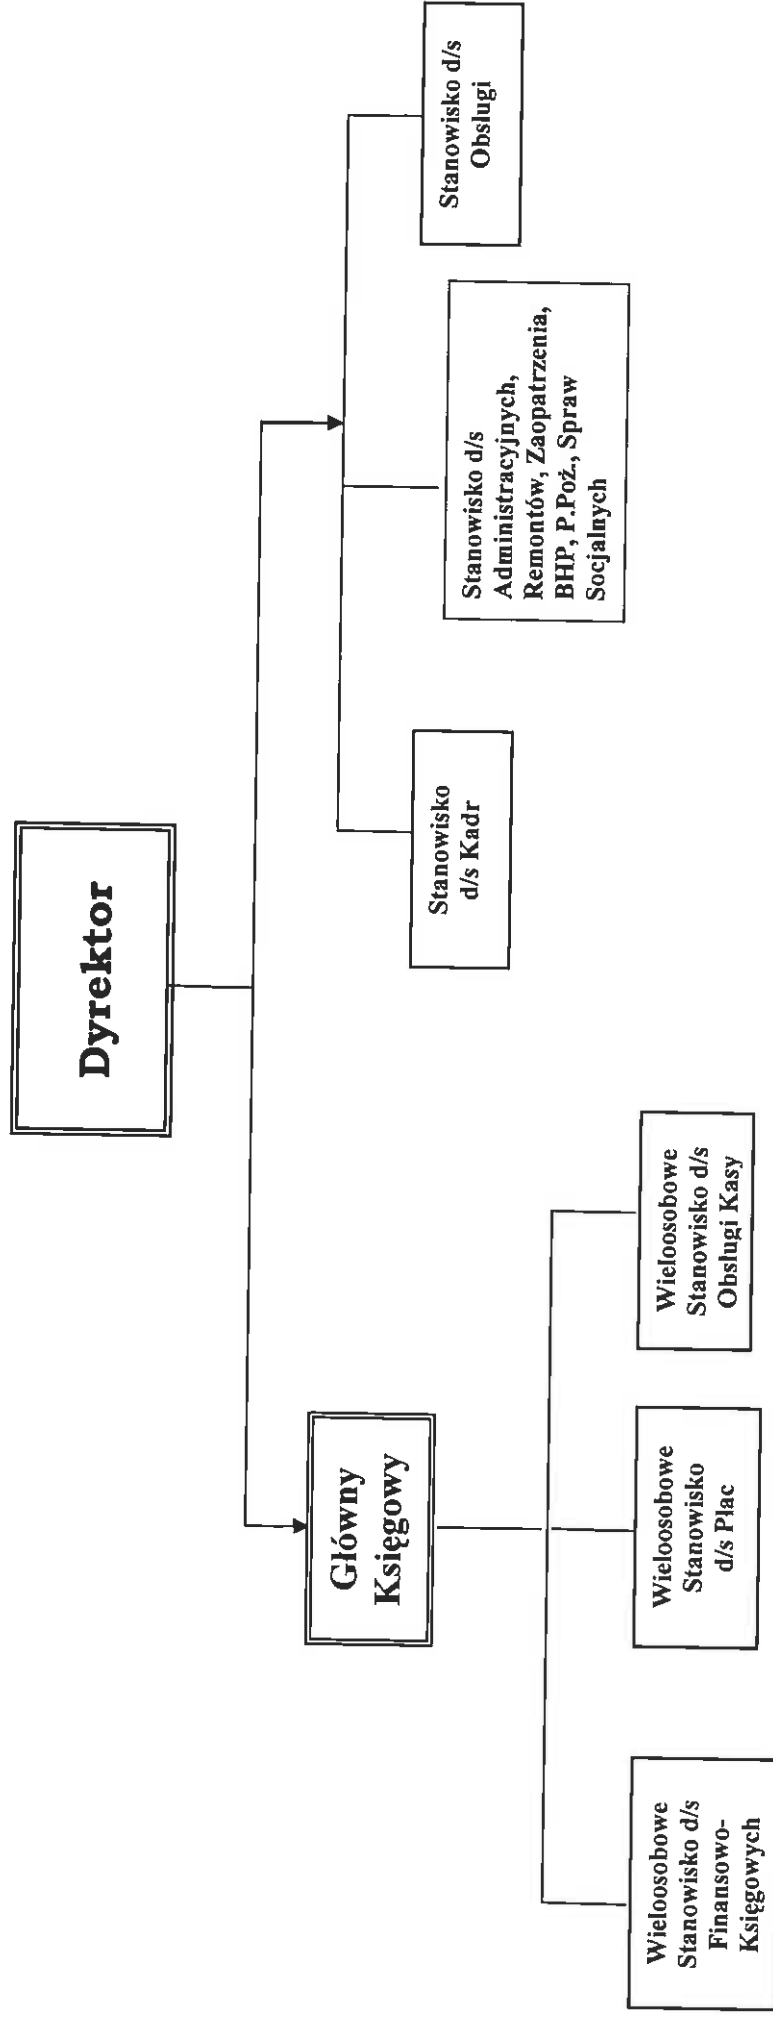 Dyrektor
Główny
Księgowy
Stanowisko
d/s Kadr
Stanowisko d/s
Administracyjnych,
Remontów, Zaopatrzenia,
BHP, P.Poż., Spraw
Socjalnych
Stanowisko d/s
Obsługi
Wieloosobowe
Stanowisko d/s
Finansowo-
Księgowych
Wieloosobowe
Stanowisko
d/s Płac
Wieloosobowe
Stanowisko d/s
Obsługi Kasy